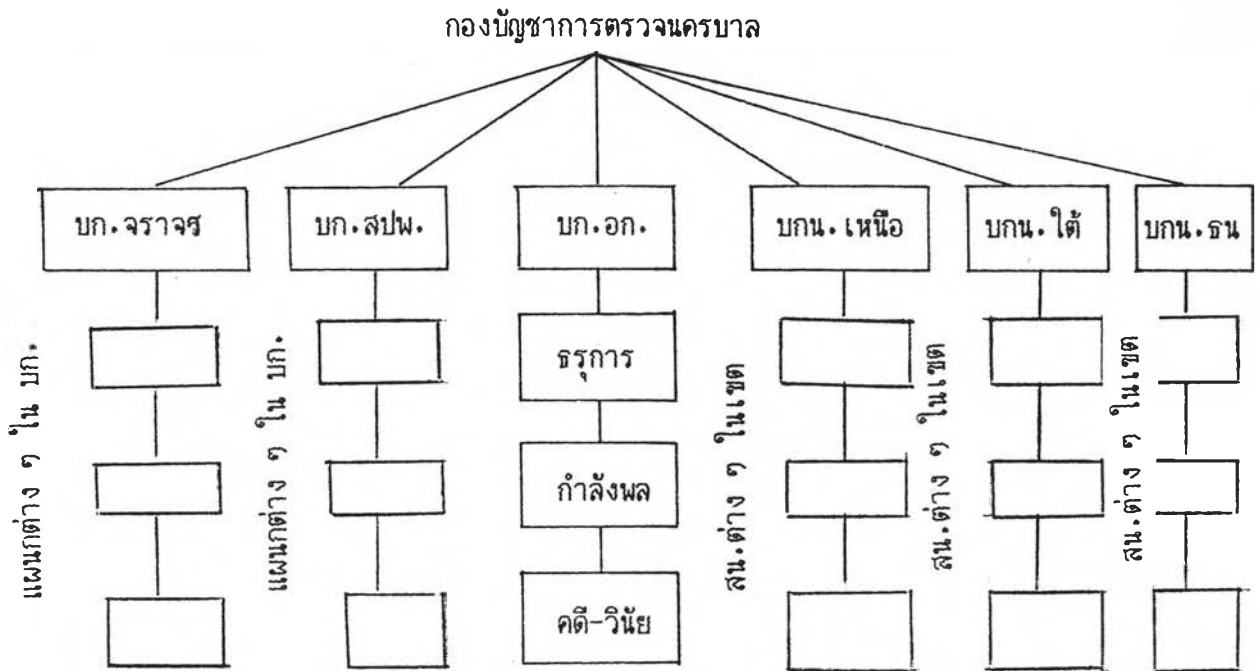 กองบัญชาการตรวจนครบาล
บก.จราจร
บก.สปพ.
บก.อก.
บกน.เหนือ
บกน.ใต้
บกน.ธน
แผนกต่าง ๆ ใน บก.
แผนกต่าง ๆ ใน บก.
ธรุการ
กำลังพล
คดี-วินัย
สน.ต่าง ๆ ในเขต
สน.ต่าง ๆ ในเขต
สน.ต่าง ๆ ในเขต